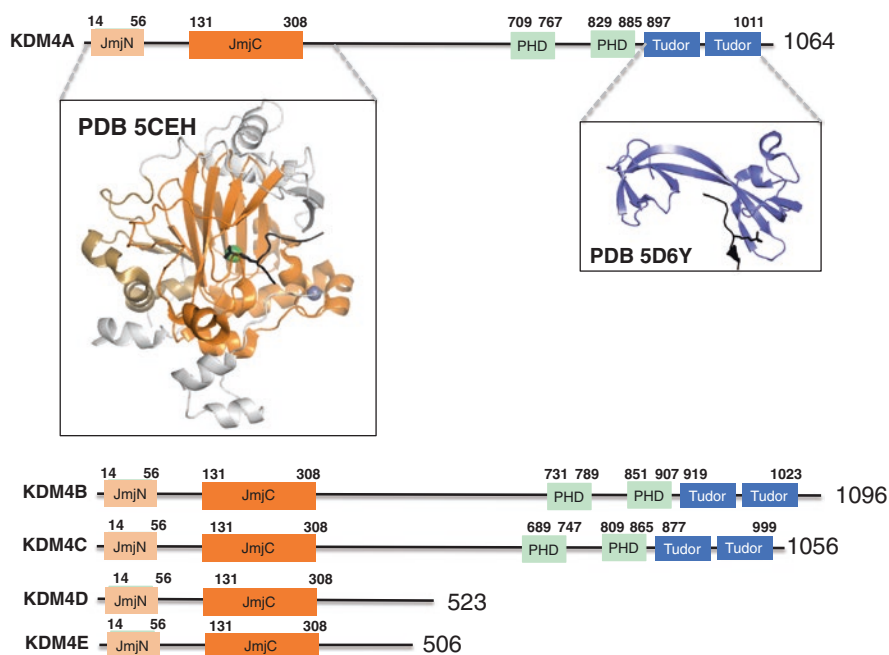 14 56 131 308 709 767 829 885 897 1011
KDM4A JmjN JmjC PHD PHD Tudor Tudor 1064
PDB 5CEH
PDB 5D6Y
14 56 131 308 731 789 851 907 919 1023
KDM4B JmjN JmjC PHD PHD Tudor Tudor 1096
14 56 131 308 689 747 809 865 877 999
KDM4C JmjN JmjC PHD PHD Tudor Tudor 1056
14 56 131 308
KDM4D JmjN JmjC 523
14 56 131 308
KDM4E JmjN JmjC 506